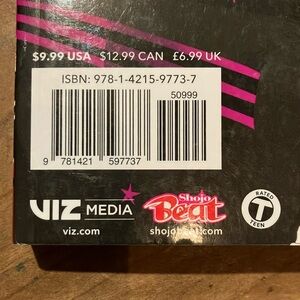 $9.99 USA $12.99 CAN £6.99 UK
ISBN: 978-1-4215-9773-7
50999
9 781421 597737
VIZ MEDIA
viz.com
Shojo
Beat
shojobeat.com
RATED
T
TEEN